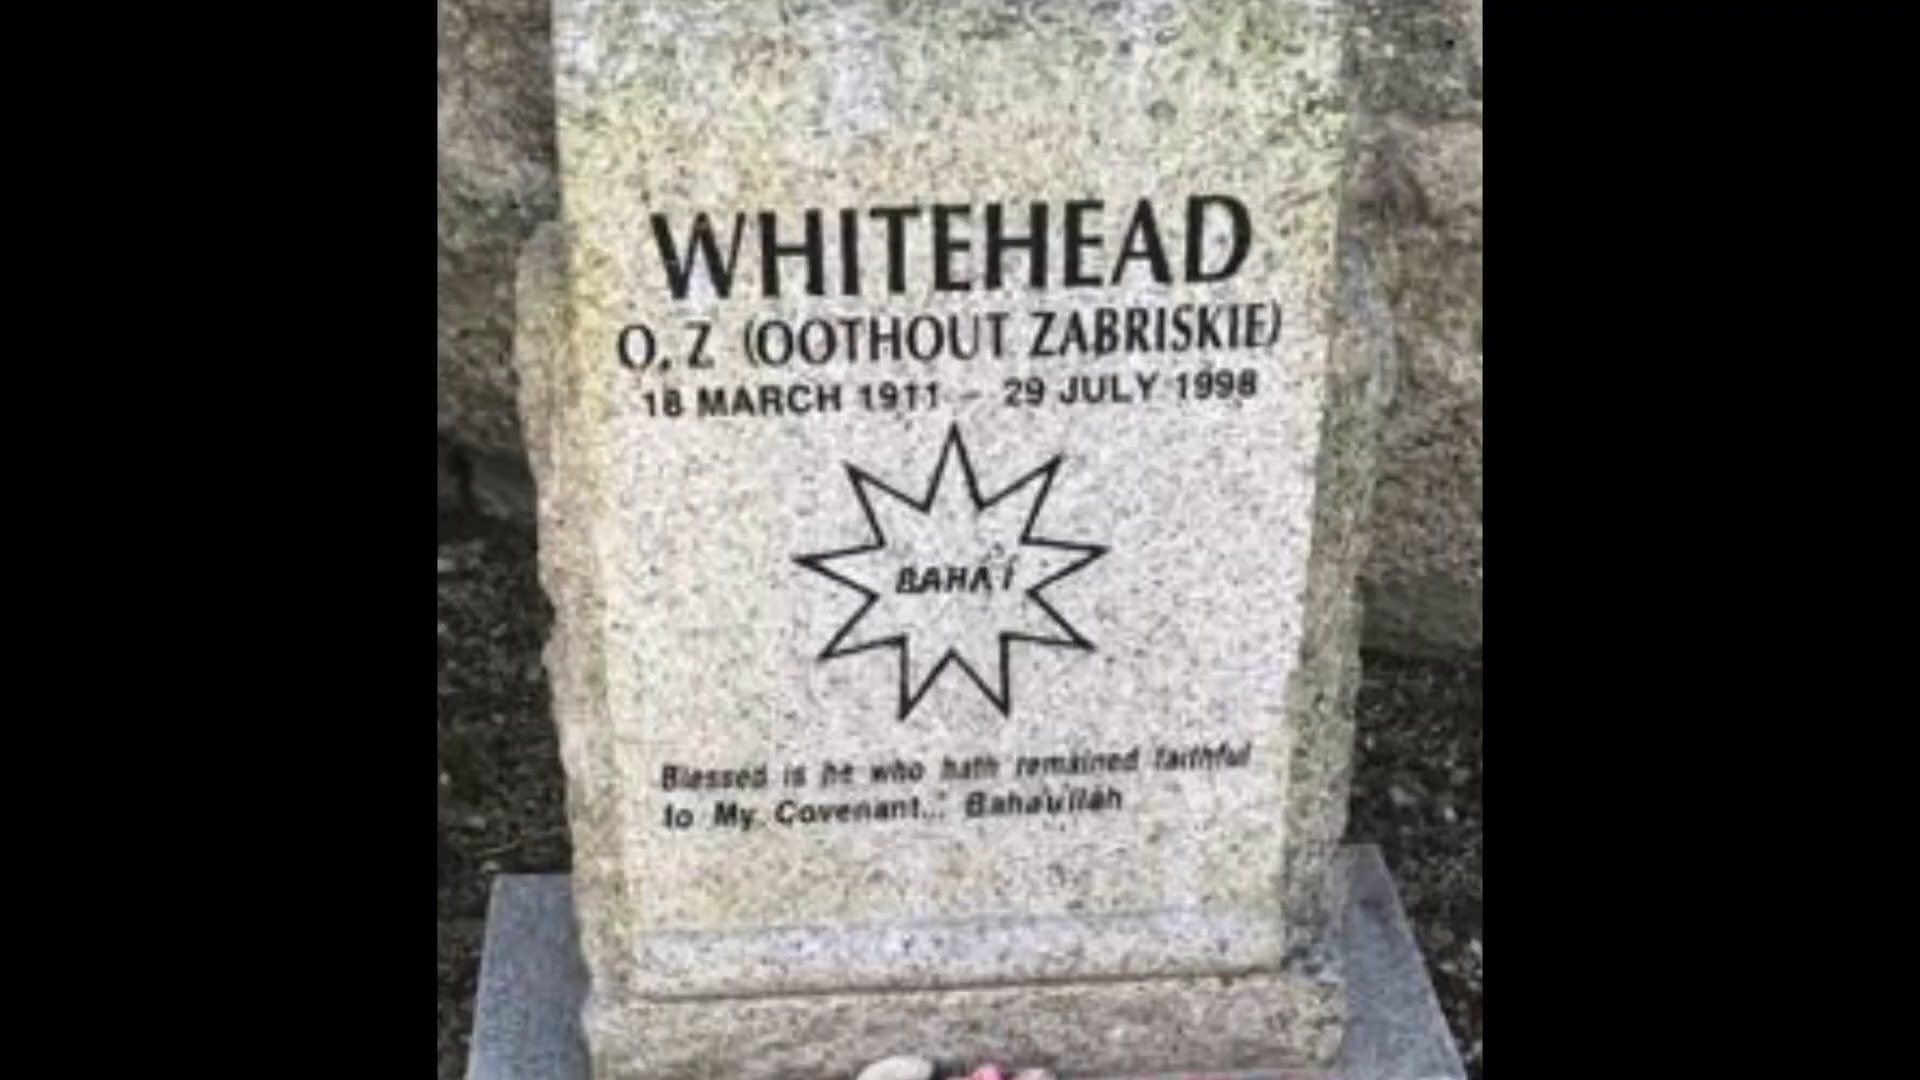 WHITEHEAD
O. Z (OOTHOUT ZABRISKIE)
18 MARCH 1911 - 29 JULY 1998
BAHÁ'Í
Blessed is he who hath remained faithful
to My Covenant... Bahá'u'lláh